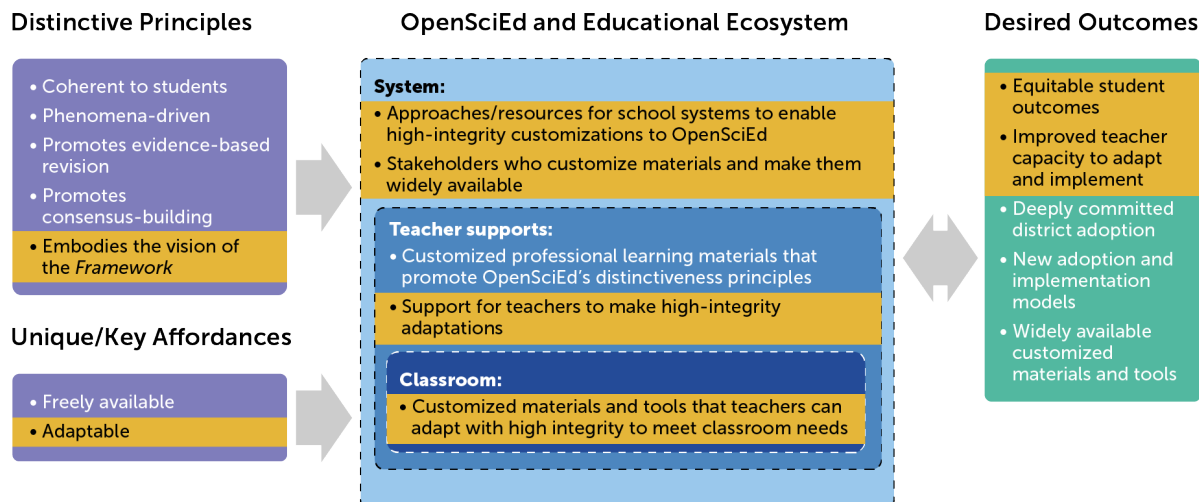 Distinctive Principles
• Coherent to students
• Phenomena-driven
• Promotes evidence-based
revision
• Promotes
consensus-building
• Embodies the vision of
the Framework
Unique/Key Affordances
• Freely available
• Adaptable
OpenSciEd and Educational Ecosystem
System:
• Approaches/resources for school systems to enable
high-integrity customizations to OpenSciEd
• Stakeholders who customize materials and make them
widely available
Teacher supports:
• Customized professional learning materials that
promote OpenSciEd’s distinctiveness principles
• Support for teachers to make high-integrity
adaptations
Classroom:
• Customized materials and tools that teachers can
adapt with high integrity to meet classroom needs
Desired Outcomes
• Equitable student
outcomes
• Improved teacher
capacity to adapt
and implement
• Deeply committed
district adoption
• New adoption and
implementation
models
• Widely available
customized
materials and tools